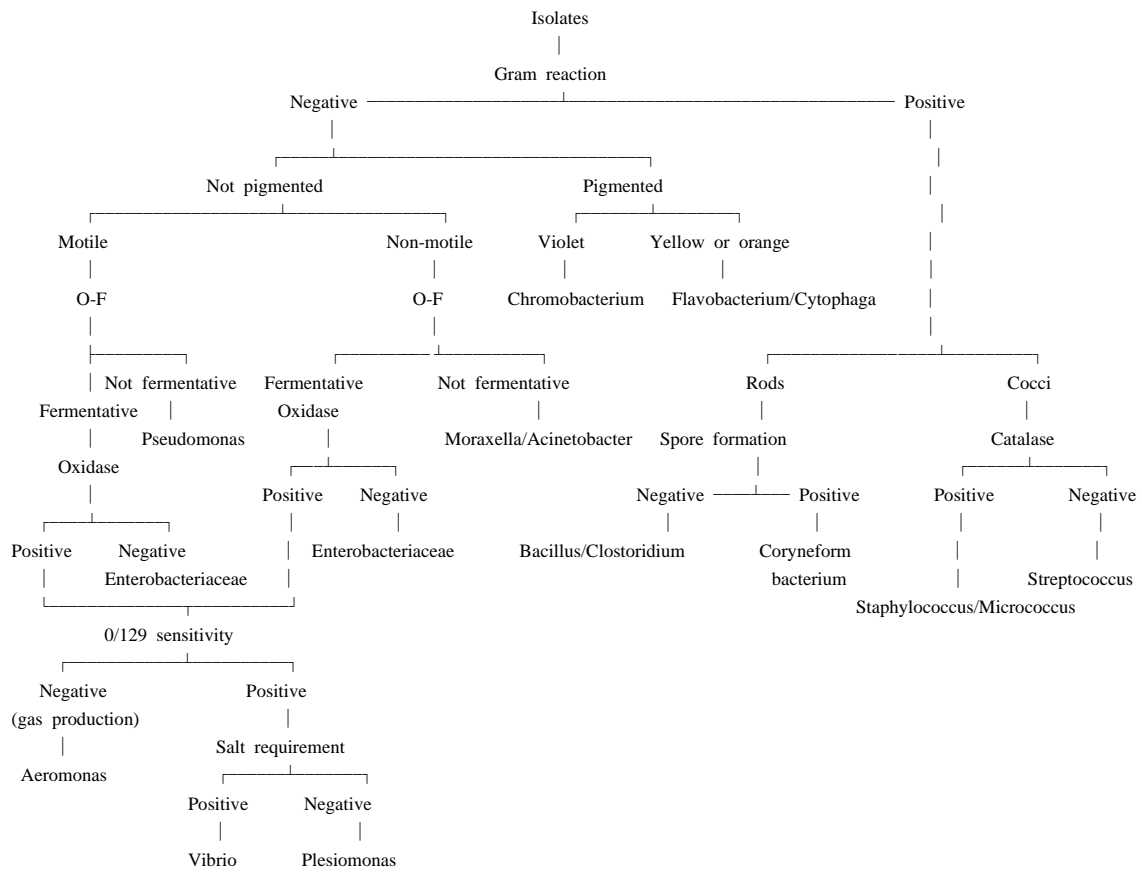 Isolates
Gram reaction
Negative Positive
Not pigmented Pigmented
Motile Non-motile Violet Yellow or orange
O-F O-F Chromobacterium Flavobacterium/Cytophaga
Not fermentative Fermentative Not fermentative Rods Cocci
Fermentative Oxidase
Pseudomonas Moraxella/Acinetobacter Spore formation Catalase
Oxidase
Positive Negative Negative Positive Positive Negative
Positive Negative Enterobacteriaceae Bacillus/Clostoridium Coryneform
Enterobacteriaceae bacterium Streptococcus
Staphylococcus/Micrococcus
0/129 sensitivity
Negative Positive
(gas production)
Salt requirement
Aeromonas
Positive Negative
Vibrio Plesiomonas